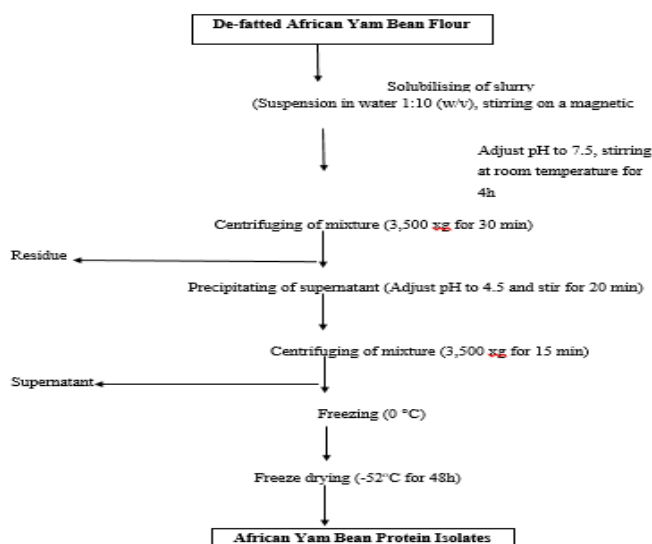 De-fatted African Yam Bean Flour
Solubilising of slurry
(Suspension in water 1:10 (w/v), stirring on a magnetic
Adjust pH to 7.5, stirring
at room temperature for
4h
Centrifuging of mixture (3,500 xg for 30 min)
Residue
Precipitating of supernatant (Adjust pH to 4.5 and stir for 20 min)
Centrifuging of mixture (3,500 xg for 15 min)
Supernatant
Freezing (0 °C)
Freeze drying (-52°C for 48h)
African Yam Bean Protein Isolates